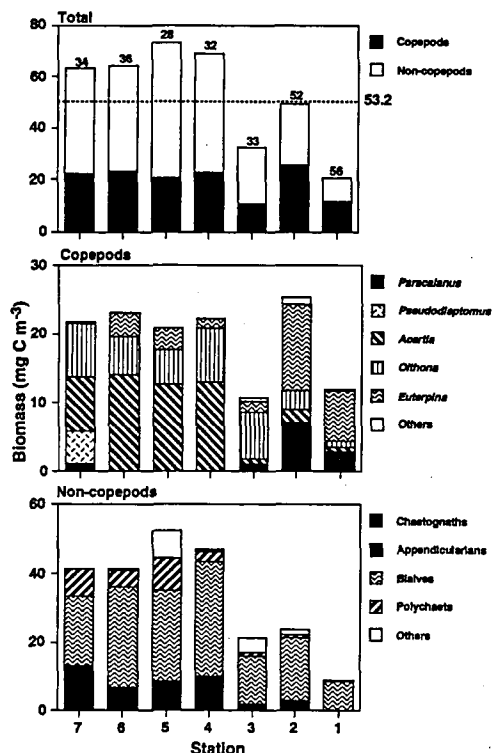 Total
80
60
40
20
0
34
36
28
32
33
52
56
53.2
Copepods
Non-copepods
Copepods
30
20
10
0
Paracalanus
Pseudodiaptomus
Acartia
Oithona
Euterpina
Others
Biomass (mg C m⁻³)
Non-copepods
60
40
20
0
Chaetognaths
Appendicularians
Bialves
Polychaets
Others
7 6 5 4 3 2 1
Station